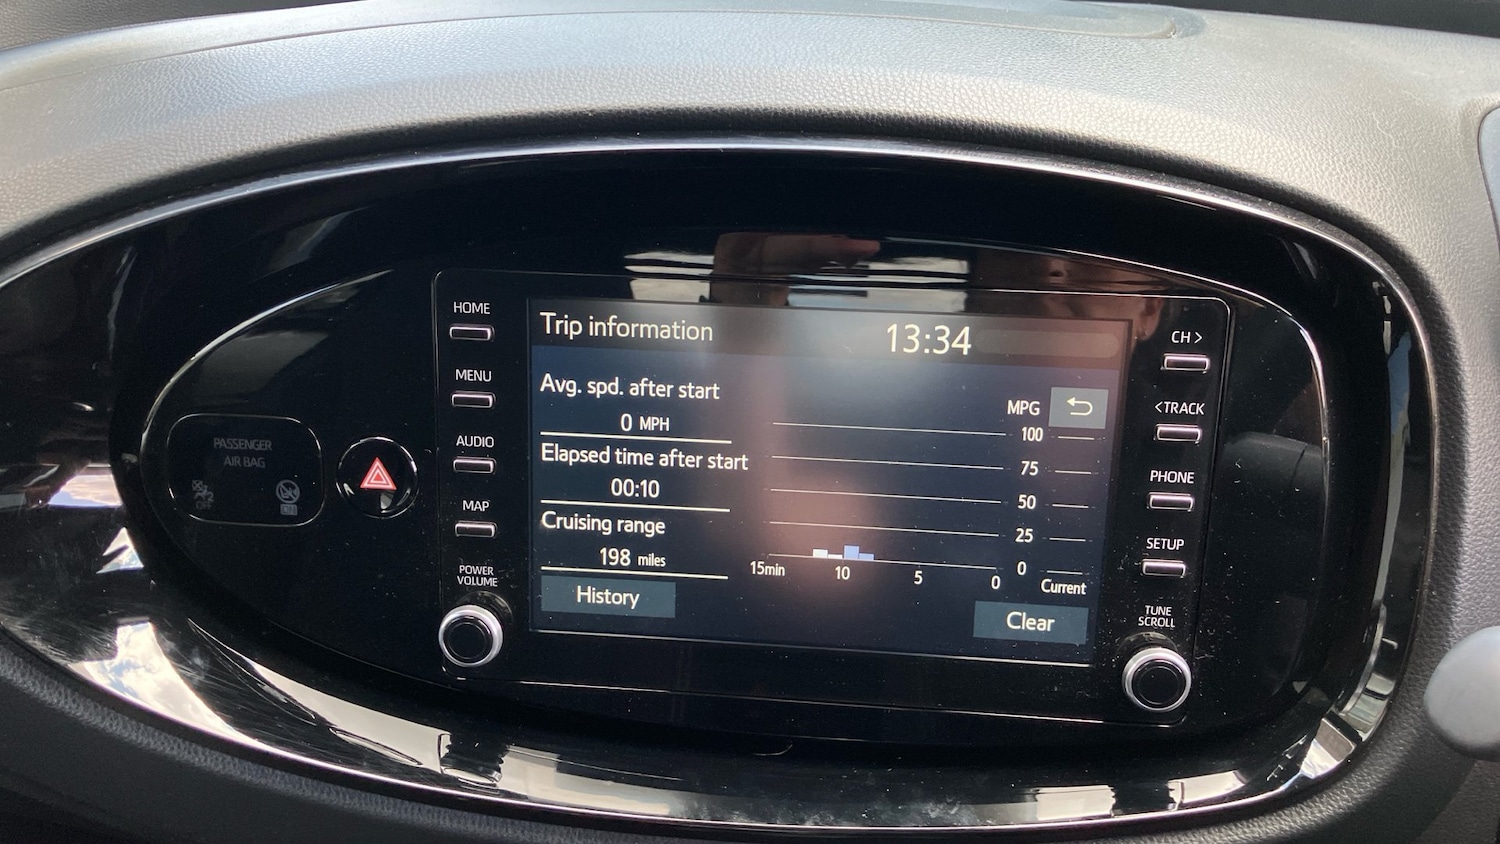 HOME
MENU
AUDIO
MAP
POWER
VOLUME
PASSENGER
AIR BAG
OFF
ON
Trip information
13:34
Avg. spd. after start
0 MPH
Elapsed time after start
00:10
Cruising range
198 miles
History
MPG
100
75
50
25
0
15min
10
5
0
Current
Clear
CH >
<TRACK
PHONE
SETUP
TUNE
SCROLL